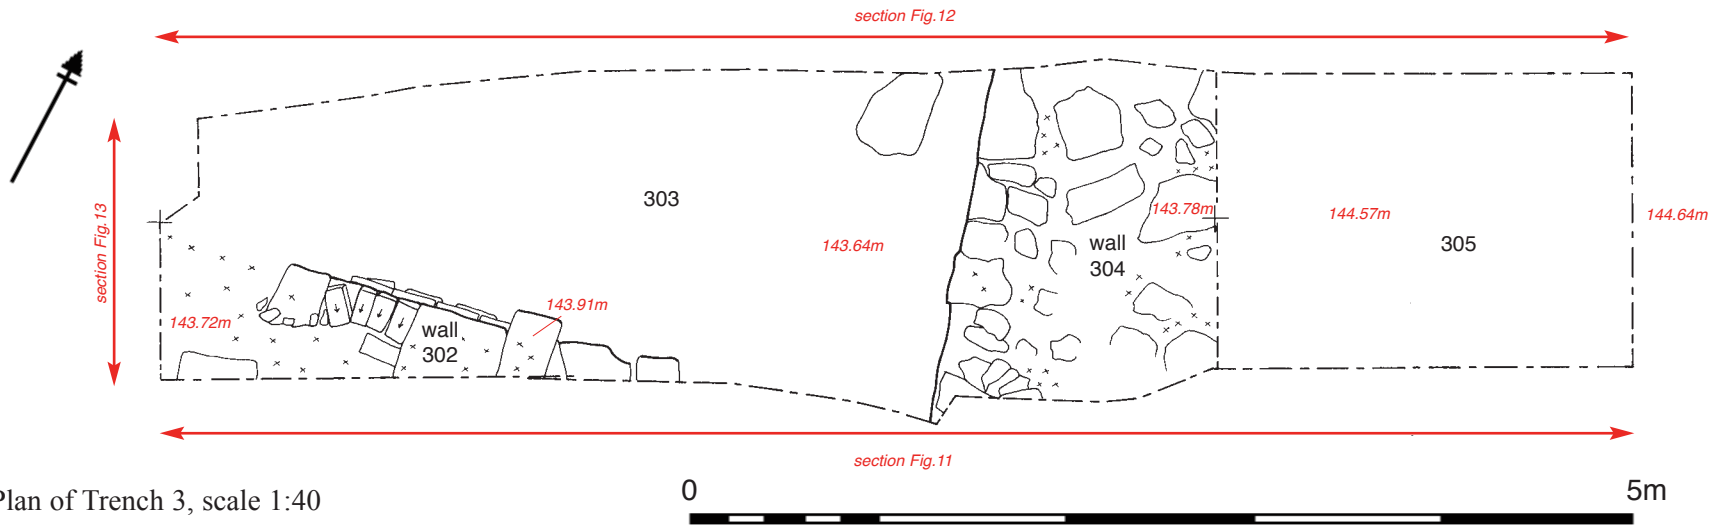 section Fig.12
section Fig.13
303
143.64m
wall
304
143.78m
144.57m
305
144.64m
143.72m
wall
302
143.91m
section Fig.11
Plan of Trench 3, scale 1:40
0
5m